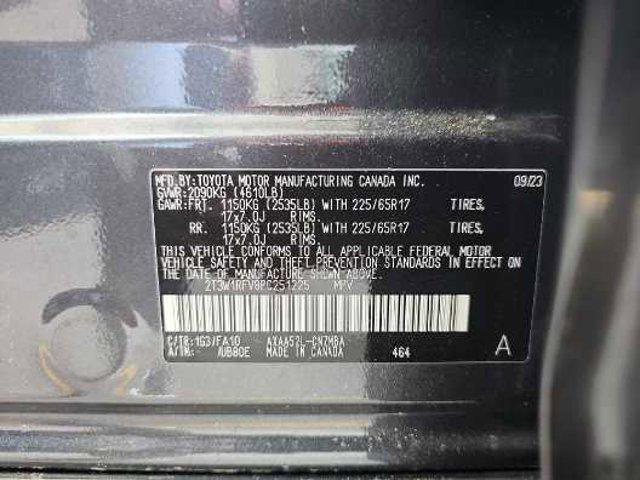 MFD. BY: TOYOTA MOTOR MANUFACTURING CANADA INC. 09/23
GVWR: 2090KG (4610LB)
GAWR: FRT. 1150KG (2535LB) WITH 225/65R17 TIRES,
17x7.0J RIMS.
RR. 1150KG (2535LB) WITH 225/65R17 TIRES,
17x7.0J RIMS.
THIS VEHICLE CONFORMS TO ALL APPLICABLE FEDERAL MOTOR
VEHICLE SAFETY, BUMPER, AND THEFT PREVENTION STANDARDS IN
EFFECT ON THE DATE OF MANUFACTURE SHOWN ABOVE.
2T3W1RFV8PC251225 MPV
C/TR: 1G3/FA10 AXAA52L-CNZMBA
A/TM: /UB80E MADE IN CANADA 464 A